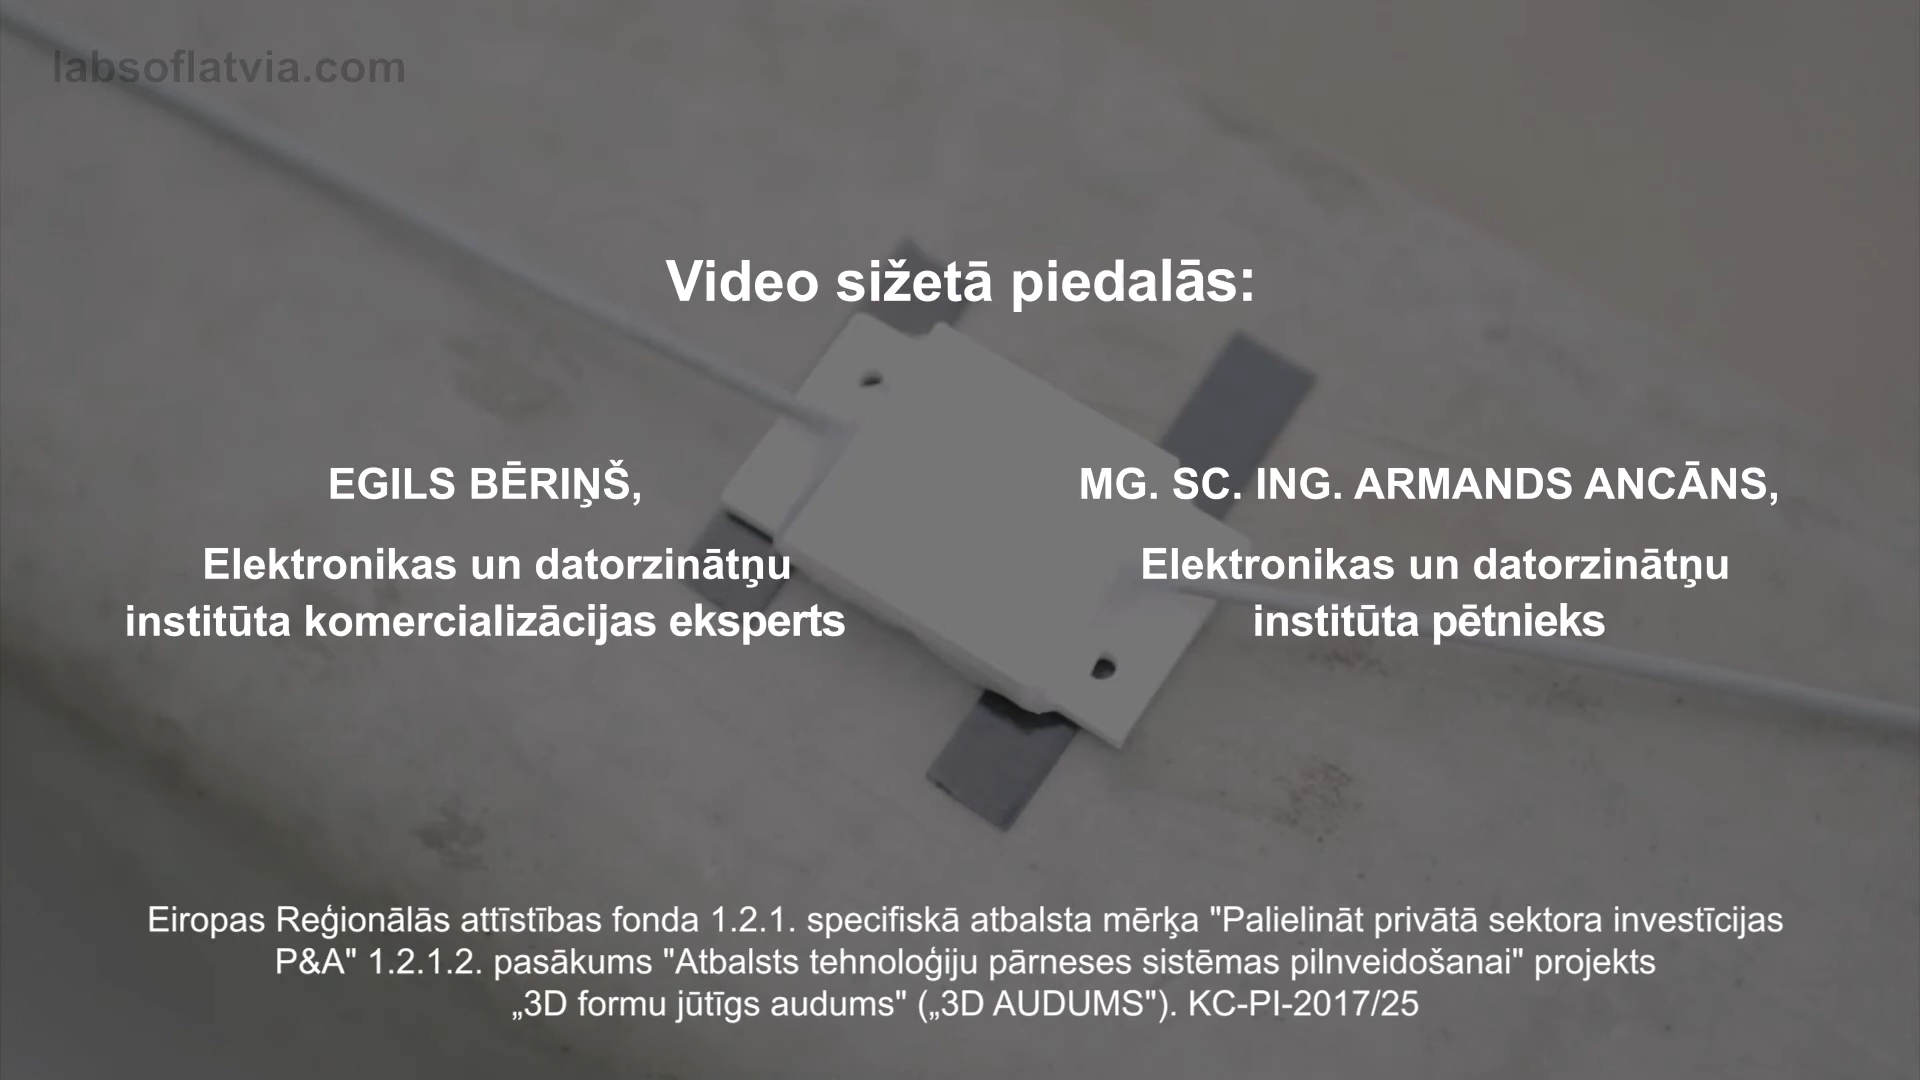 labsoflatvia.com
Video sižetā piedalās:
EGILS BĒRIŅŠ,
Elektronikas un datorzinātņu
institūta komercializācijas eksperts
MG. SC. ING. ARMANDS ANCĀNS,
Elektronikas un datorzinātņu
institūta pētnieks
Eiropas Reģionālās attīstības fonda 1.2.1. specifiskā atbalsta mērķa "Palielināt privātā sektora investīcijas
P&A" 1.2.1.2. pasākums "Atbalsts tehnoloģiju pārneses sistēmas pilnveidošanai" projekts
„3D formu jūtīgs audums" („3D AUDUMS"). KC-PI-2017/25